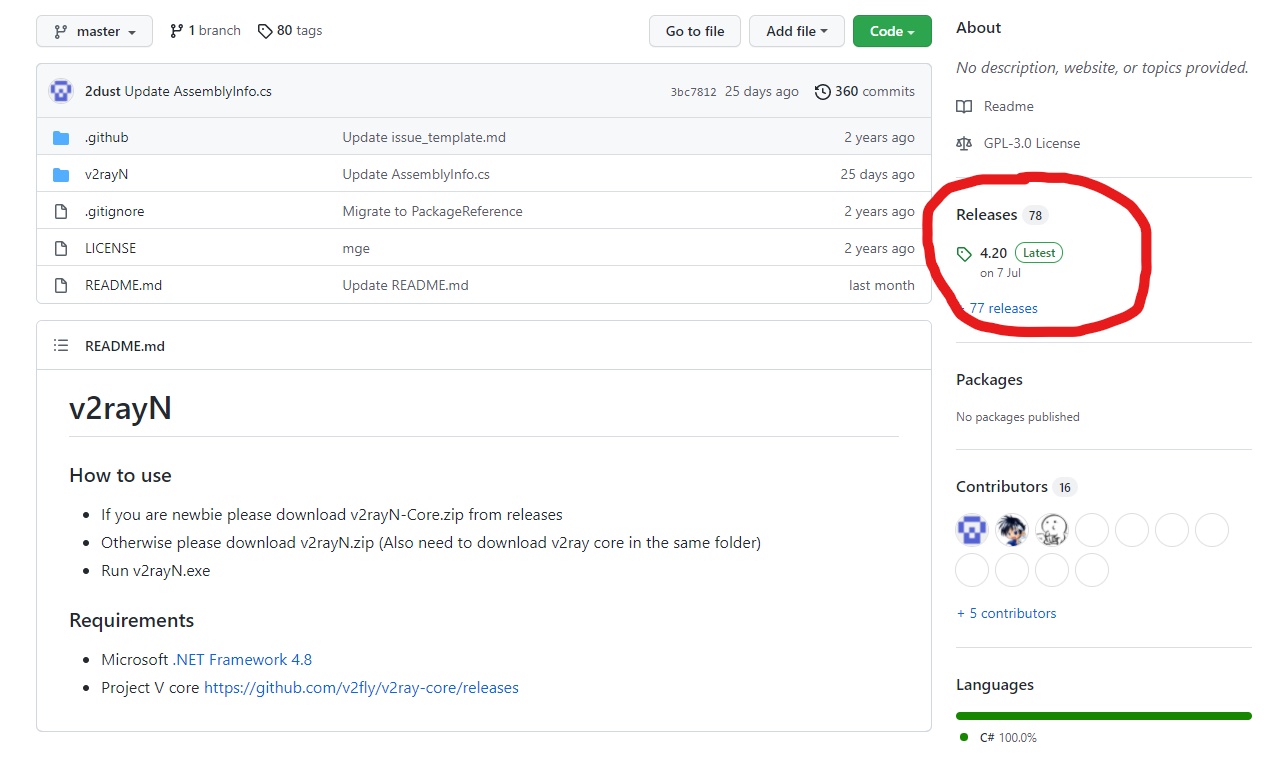 master
1 branch
80 tags
Go to file
Add file
Code
2dust Update AssemblyInfo.cs
3bc7812 25 days ago
360 commits
.github Update issue_template.md 2 years ago
v2rayN Update AssemblyInfo.cs 25 days ago
.gitignore Migrate to PackageReference 2 years ago
LICENSE mge 2 years ago
README.md Update README.md last month
README.md
v2rayN
How to use
If you are newbie please download v2rayN-Core.zip from releases
Otherwise please download v2rayN.zip (Also need to download v2ray core in the same folder)
Run v2rayN.exe
Requirements
Microsoft .NET Framework 4.8
Project V core https://github.com/v2fly/v2ray-core/releases
About
No description, website, or topics provided.
Readme
GPL-3.0 License
Releases 78
4.20 Latest
on 7 Jul
77 releases
Packages
No packages published
Contributors 16
+ 5 contributors
Languages
C# 100.0%